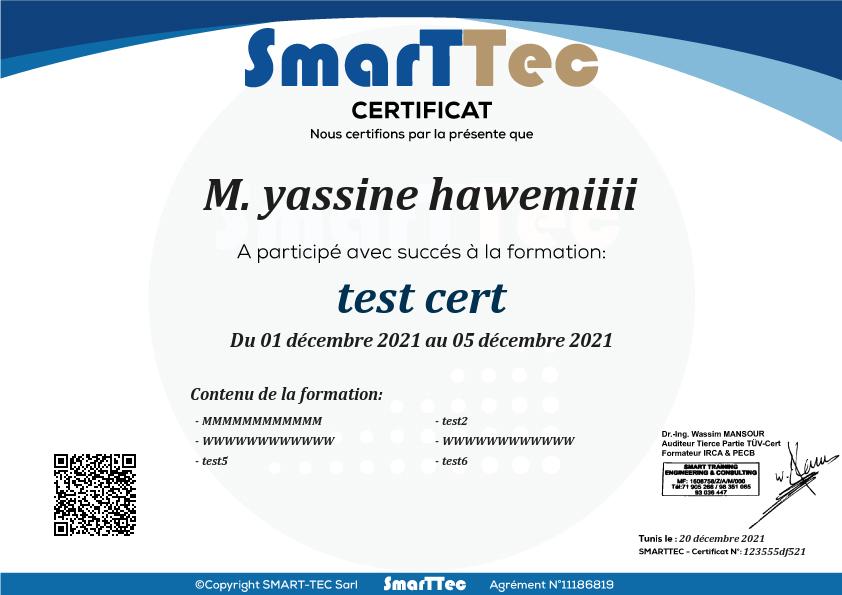 SmarTTec
CERTIFICAT
Nous certifions par la présente que
M. yassine hawemiiii
A participé avec succés à la formation:
test cert
Du 01 décembre 2021 au 05 décembre 2021
Contenu de la formation:
- MMMMMMMMMMMM
- test2
- WWWWWWWWWWWW
- WWWWWWWWWWWW
- test5
- test6
Dr.-Ing. Wassim MANSOUR
Auditeur Tierce Partie TÜV-Cert
Formateur IRCA & PECB
SMART TRAINING
ENGINEERING & CONSULTING
MF: 1606758/Z/A/M/000
Tél:71 905 266 / 98 351 065
93 036 447
Tunis le : 20 décembre 2021
SMARTTEC - Certificat N°: 123555df521
©Copyright SMART-TEC Sarl SmarTTec Agrément N°11186819